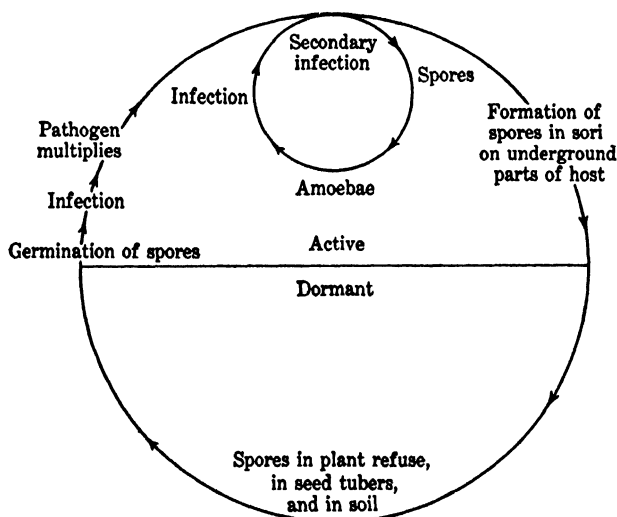 Secondary
infection
Spores
Infection
Amoebae
Formation of
spores in sori
on underground
parts of host
Pathogen
multiplies
Infection
Germination of spores
Active
Dormant
Spores in plant refuse,
in seed tubers,
and in soil